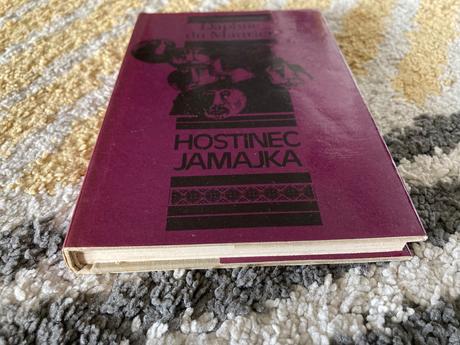 Daphne
du Maurier
HOSTINEC
JAMAJKA